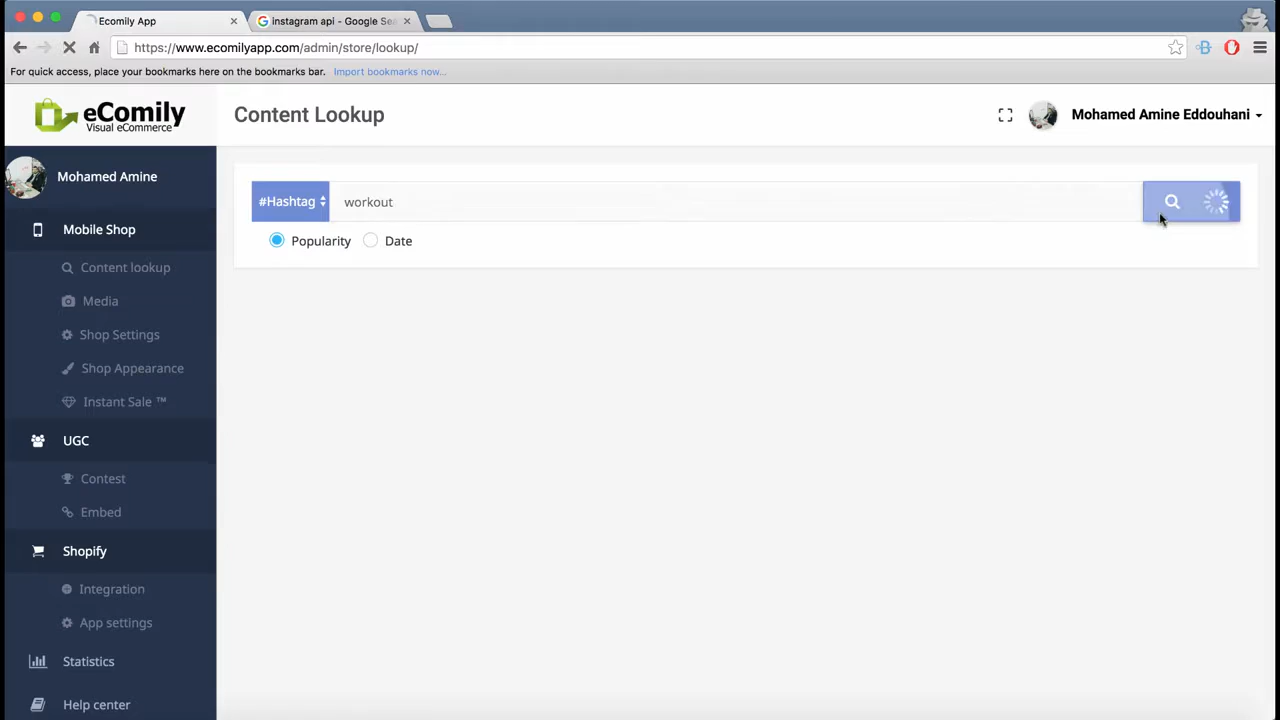 Ecomily App
instagram api - Google Sea
https://www.ecomilyapp.com/admin/store/lookup/
For quick access, place your bookmarks here on the bookmarks bar. Import bookmarks now...
eComily
Visual eCommerce
Content Lookup
Mohamed Amine Eddouhani
Mohamed Amine
#Hashtag
workout
Popularity
Date
Mobile Shop
Content lookup
Media
Shop Settings
Shop Appearance
Instant Sale ™
UGC
Contest
Embed
Shopify
Integration
App settings
Statistics
Help center